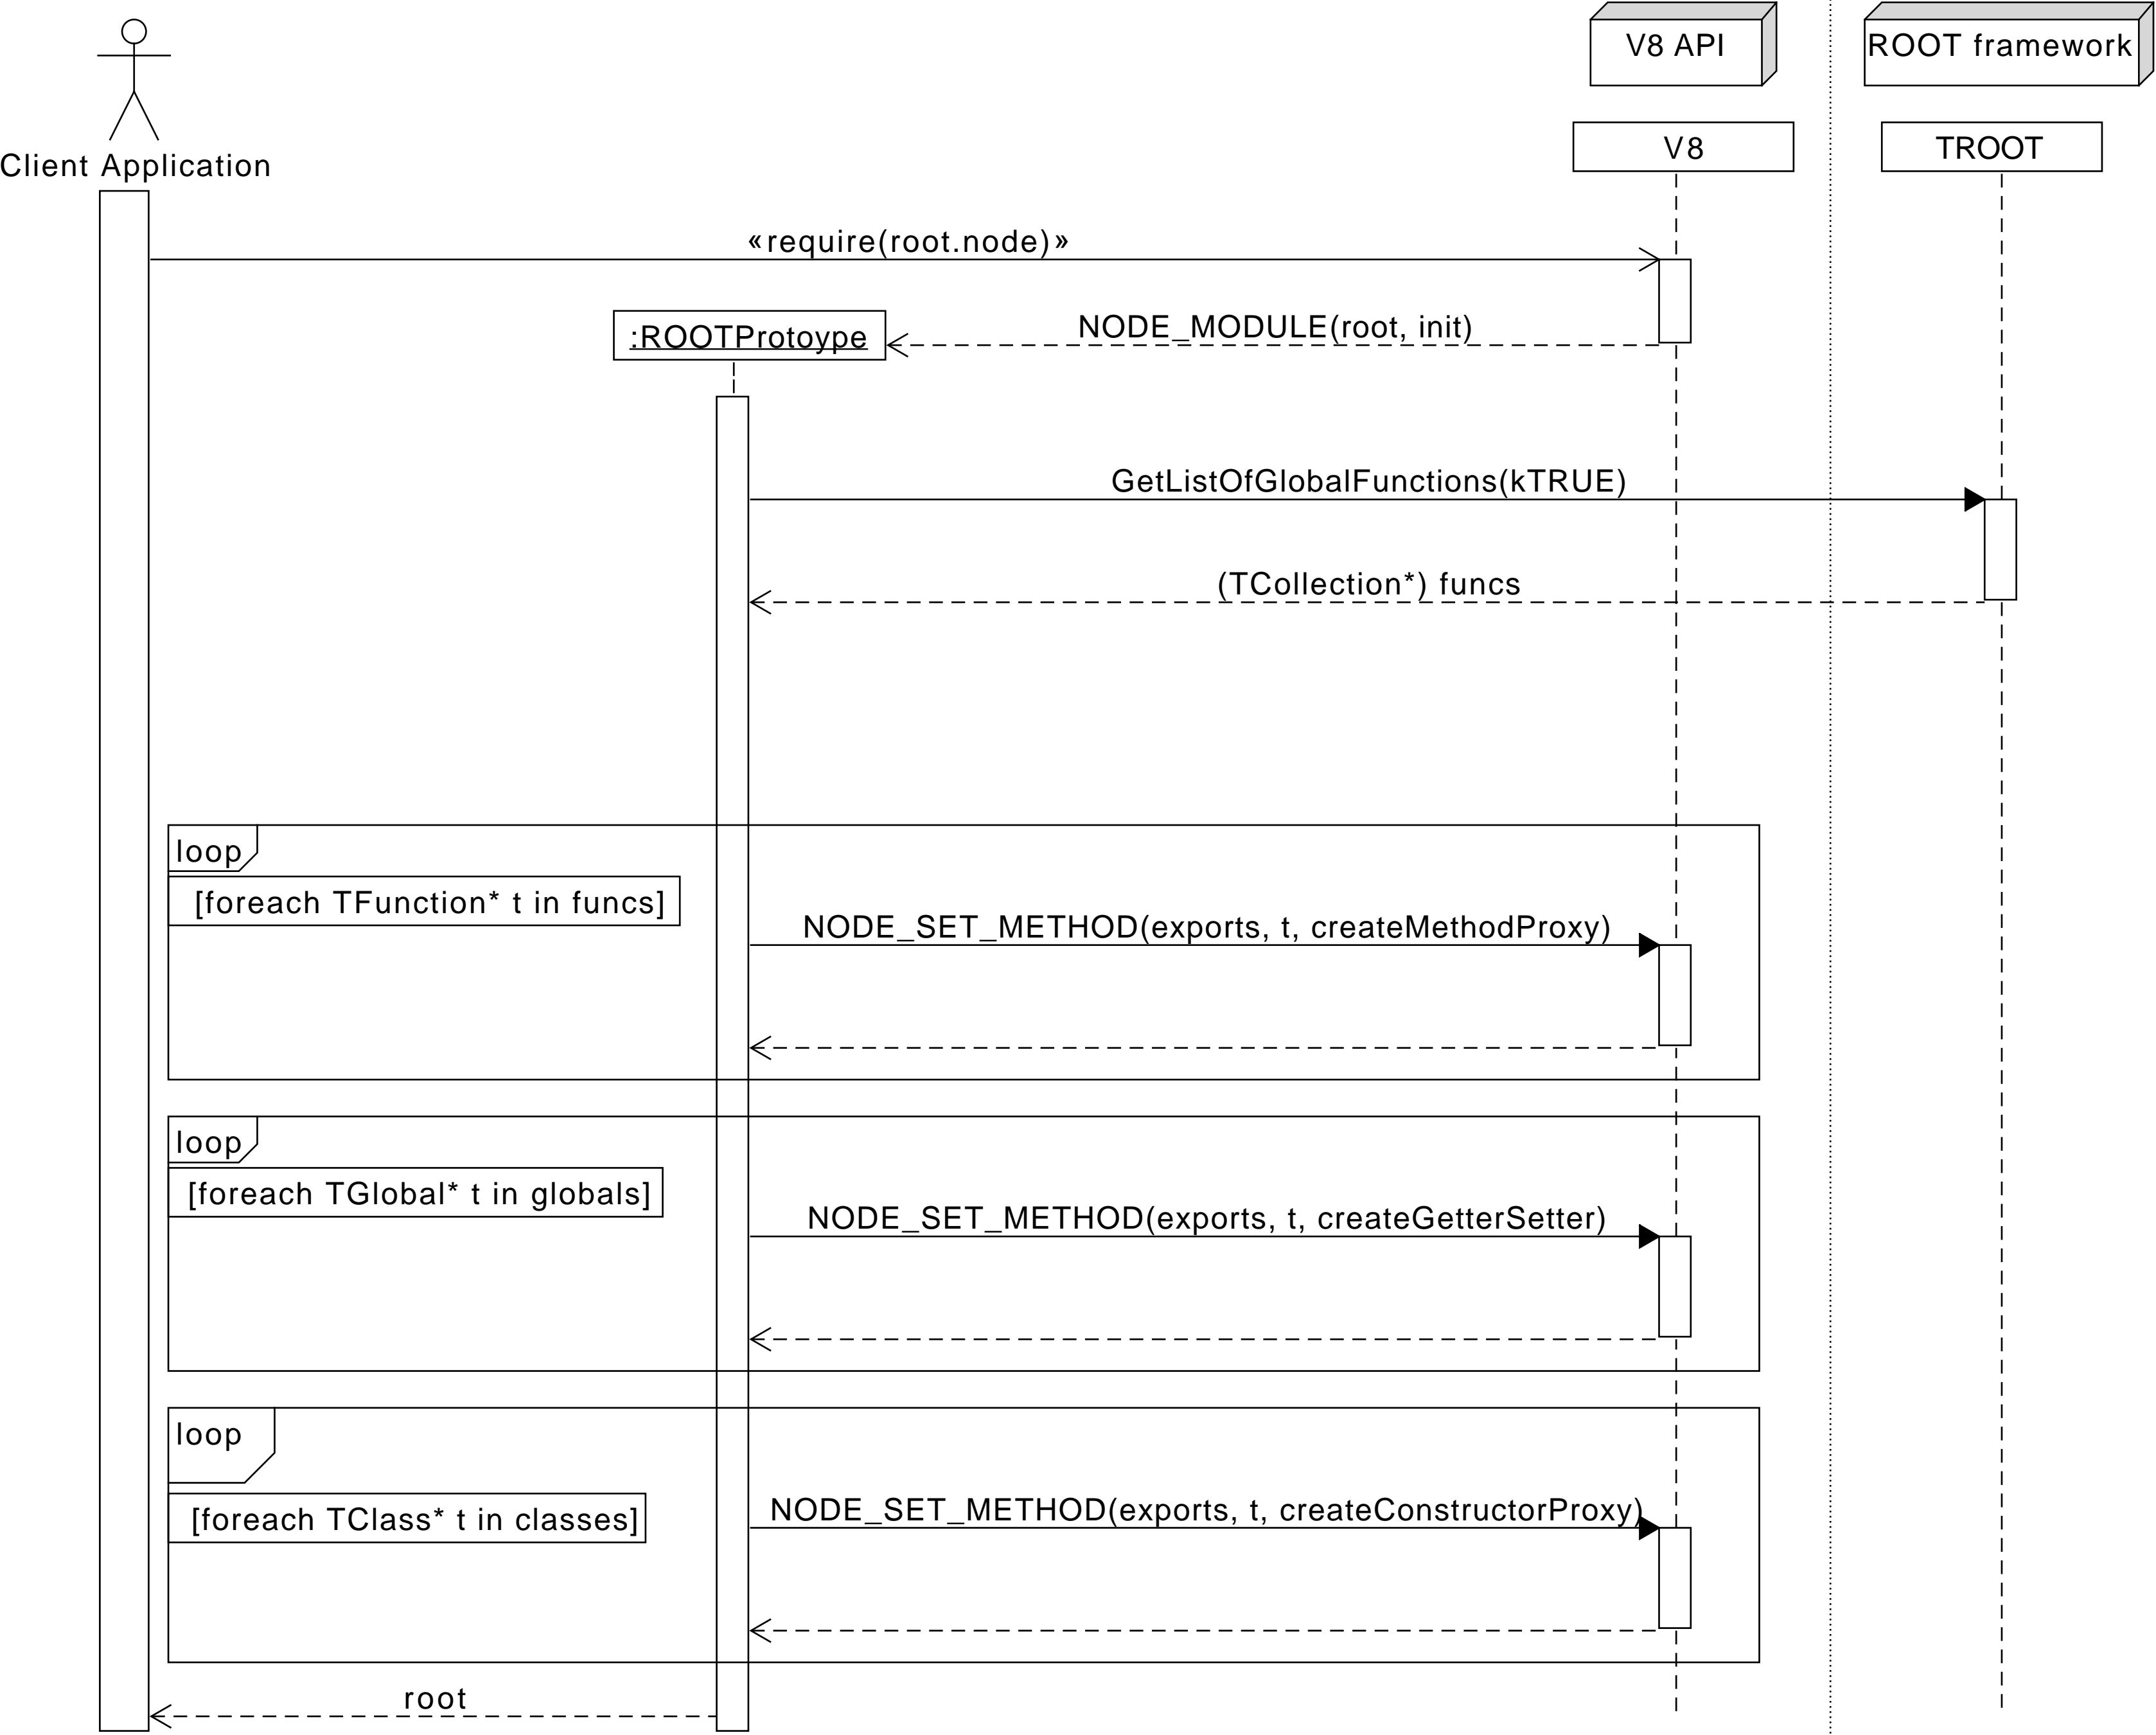 V8 API
ROOT framework
Client Application
V8
TROOT
«require(root.node)»
:ROOTProtoype
NODE_MODULE(root, init)
GetListOfGlobalFunctions(kTRUE)
(TCollection*) funcs
loop
[foreach TFunction* t in funcs]
NODE_SET_METHOD(exports, t, createMethodProxy)
loop
[foreach TGlobal* t in globals]
NODE_SET_METHOD(exports, t, createGetterSetter)
loop
[foreach TClass* t in classes]
NODE_SET_METHOD(exports, t, createConstructorProxy)
root